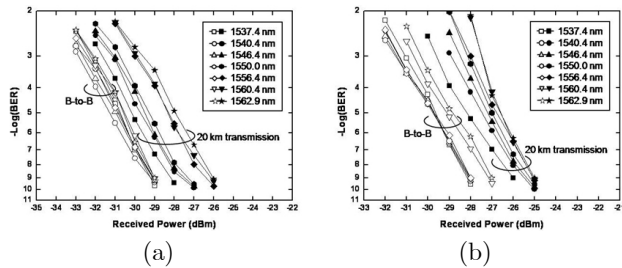 2
3
4
5
6
7
8
9
10
11
-Log(BER)
-35 -34 -33 -32 -31 -30 -29 -28 -27 -26 -25 -24 -23 -22
Received Power (dBm)
1537.4 nm
1540.4 nm
1546.4 nm
1550.0 nm
1556.4 nm
1560.4 nm
1562.9 nm
B-to-B
20 km transmission
(a)
2
3
4
5
6
7
8
9
10
11
-Log(BER)
-35 -34 -33 -32 -31 -30 -29 -28 -27 -26 -25 -24 -23 -22
Received Power (dBm)
1537.4 nm
1540.4 nm
1546.4 nm
1550.0 nm
1556.4 nm
1560.4 nm
1562.9 nm
B-to-B
20 km transmission
(b)